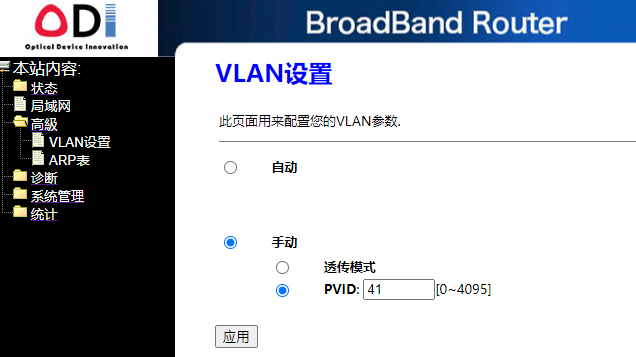 ODI
Optical Device Innovation
BroadBand Router
本站内容:
状态
局域网
高级
VLAN设置
ARP表
诊断
系统管理
统计
VLAN设置
此页面用来配置您的VLAN参数.
自动
手动
透传模式
PVID: 41 [0~4095]
应用